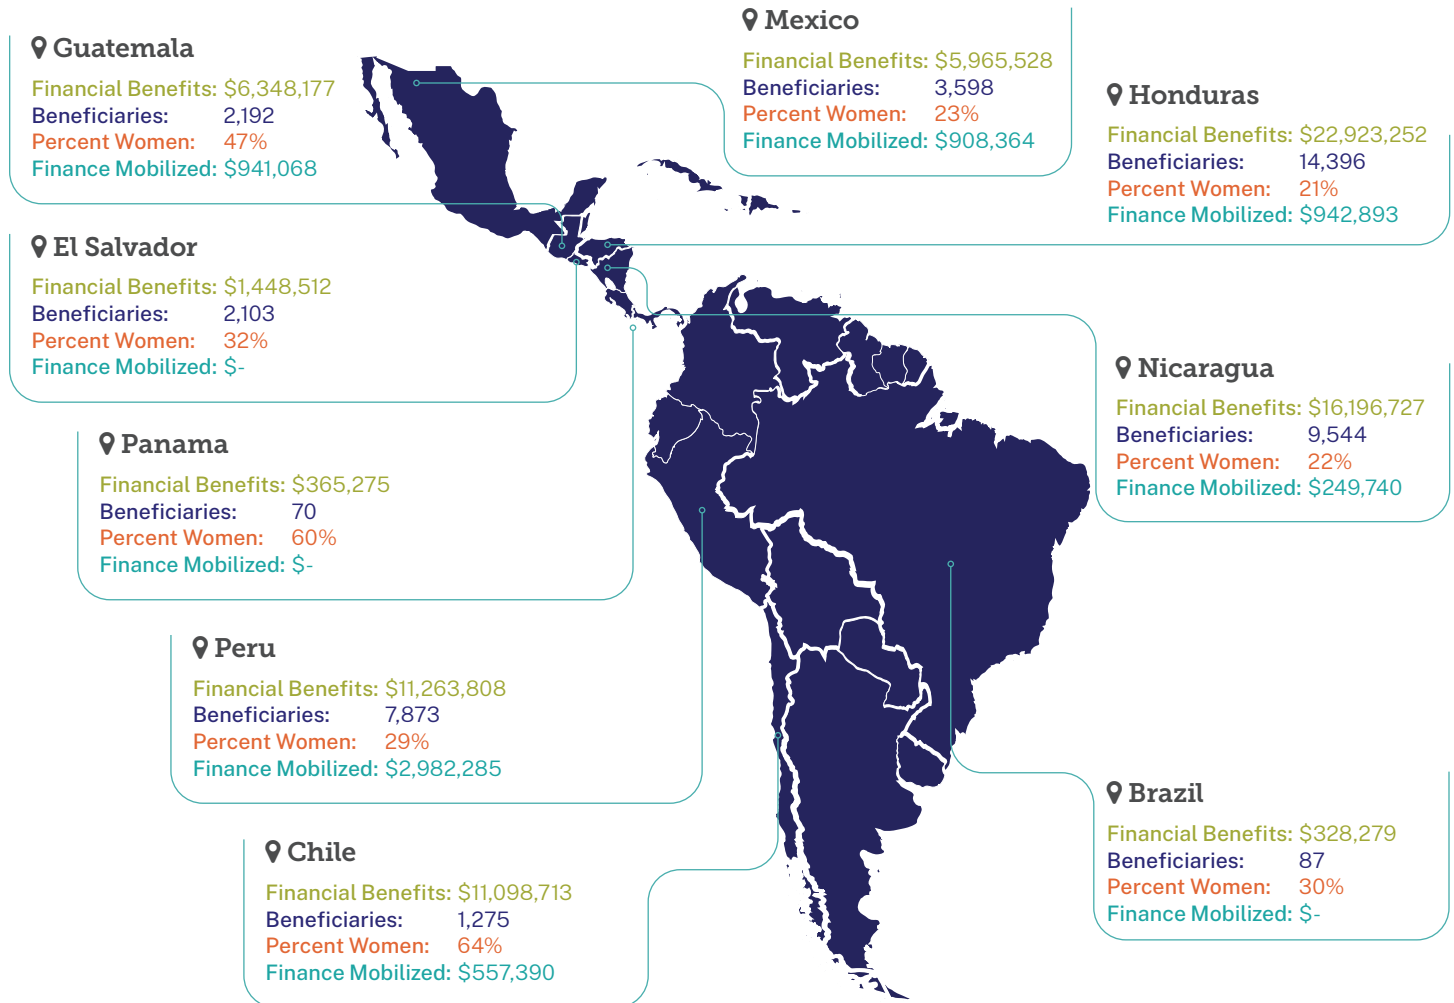 Guatemala
Financial Benefits: $6,348,177
Beneficiaries: 2,192
Percent Women: 47%
Finance Mobilized: $941,068
Mexico
Financial Benefits: $5,965,528
Beneficiaries: 3,598
Percent Women: 23%
Finance Mobilized: $908,364
Honduras
Financial Benefits: $22,923,252
Beneficiaries: 14,396
Percent Women: 21%
Finance Mobilized: $942,893
El Salvador
Financial Benefits: $1,448,512
Beneficiaries: 2,103
Percent Women: 32%
Finance Mobilized: $-
Nicaragua
Financial Benefits: $16,196,727
Beneficiaries: 9,544
Percent Women: 22%
Finance Mobilized: $249,740
Panama
Financial Benefits: $365,275
Beneficiaries: 70
Percent Women: 60%
Finance Mobilized: $-
Peru
Financial Benefits: $11,263,808
Beneficiaries: 7,873
Percent Women: 29%
Finance Mobilized: $2,982,285
Brazil
Financial Benefits: $328,279
Beneficiaries: 87
Percent Women: 30%
Finance Mobilized: $-
Chile
Financial Benefits: $11,098,713
Beneficiaries: 1,275
Percent Women: 64%
Finance Mobilized: $557,390